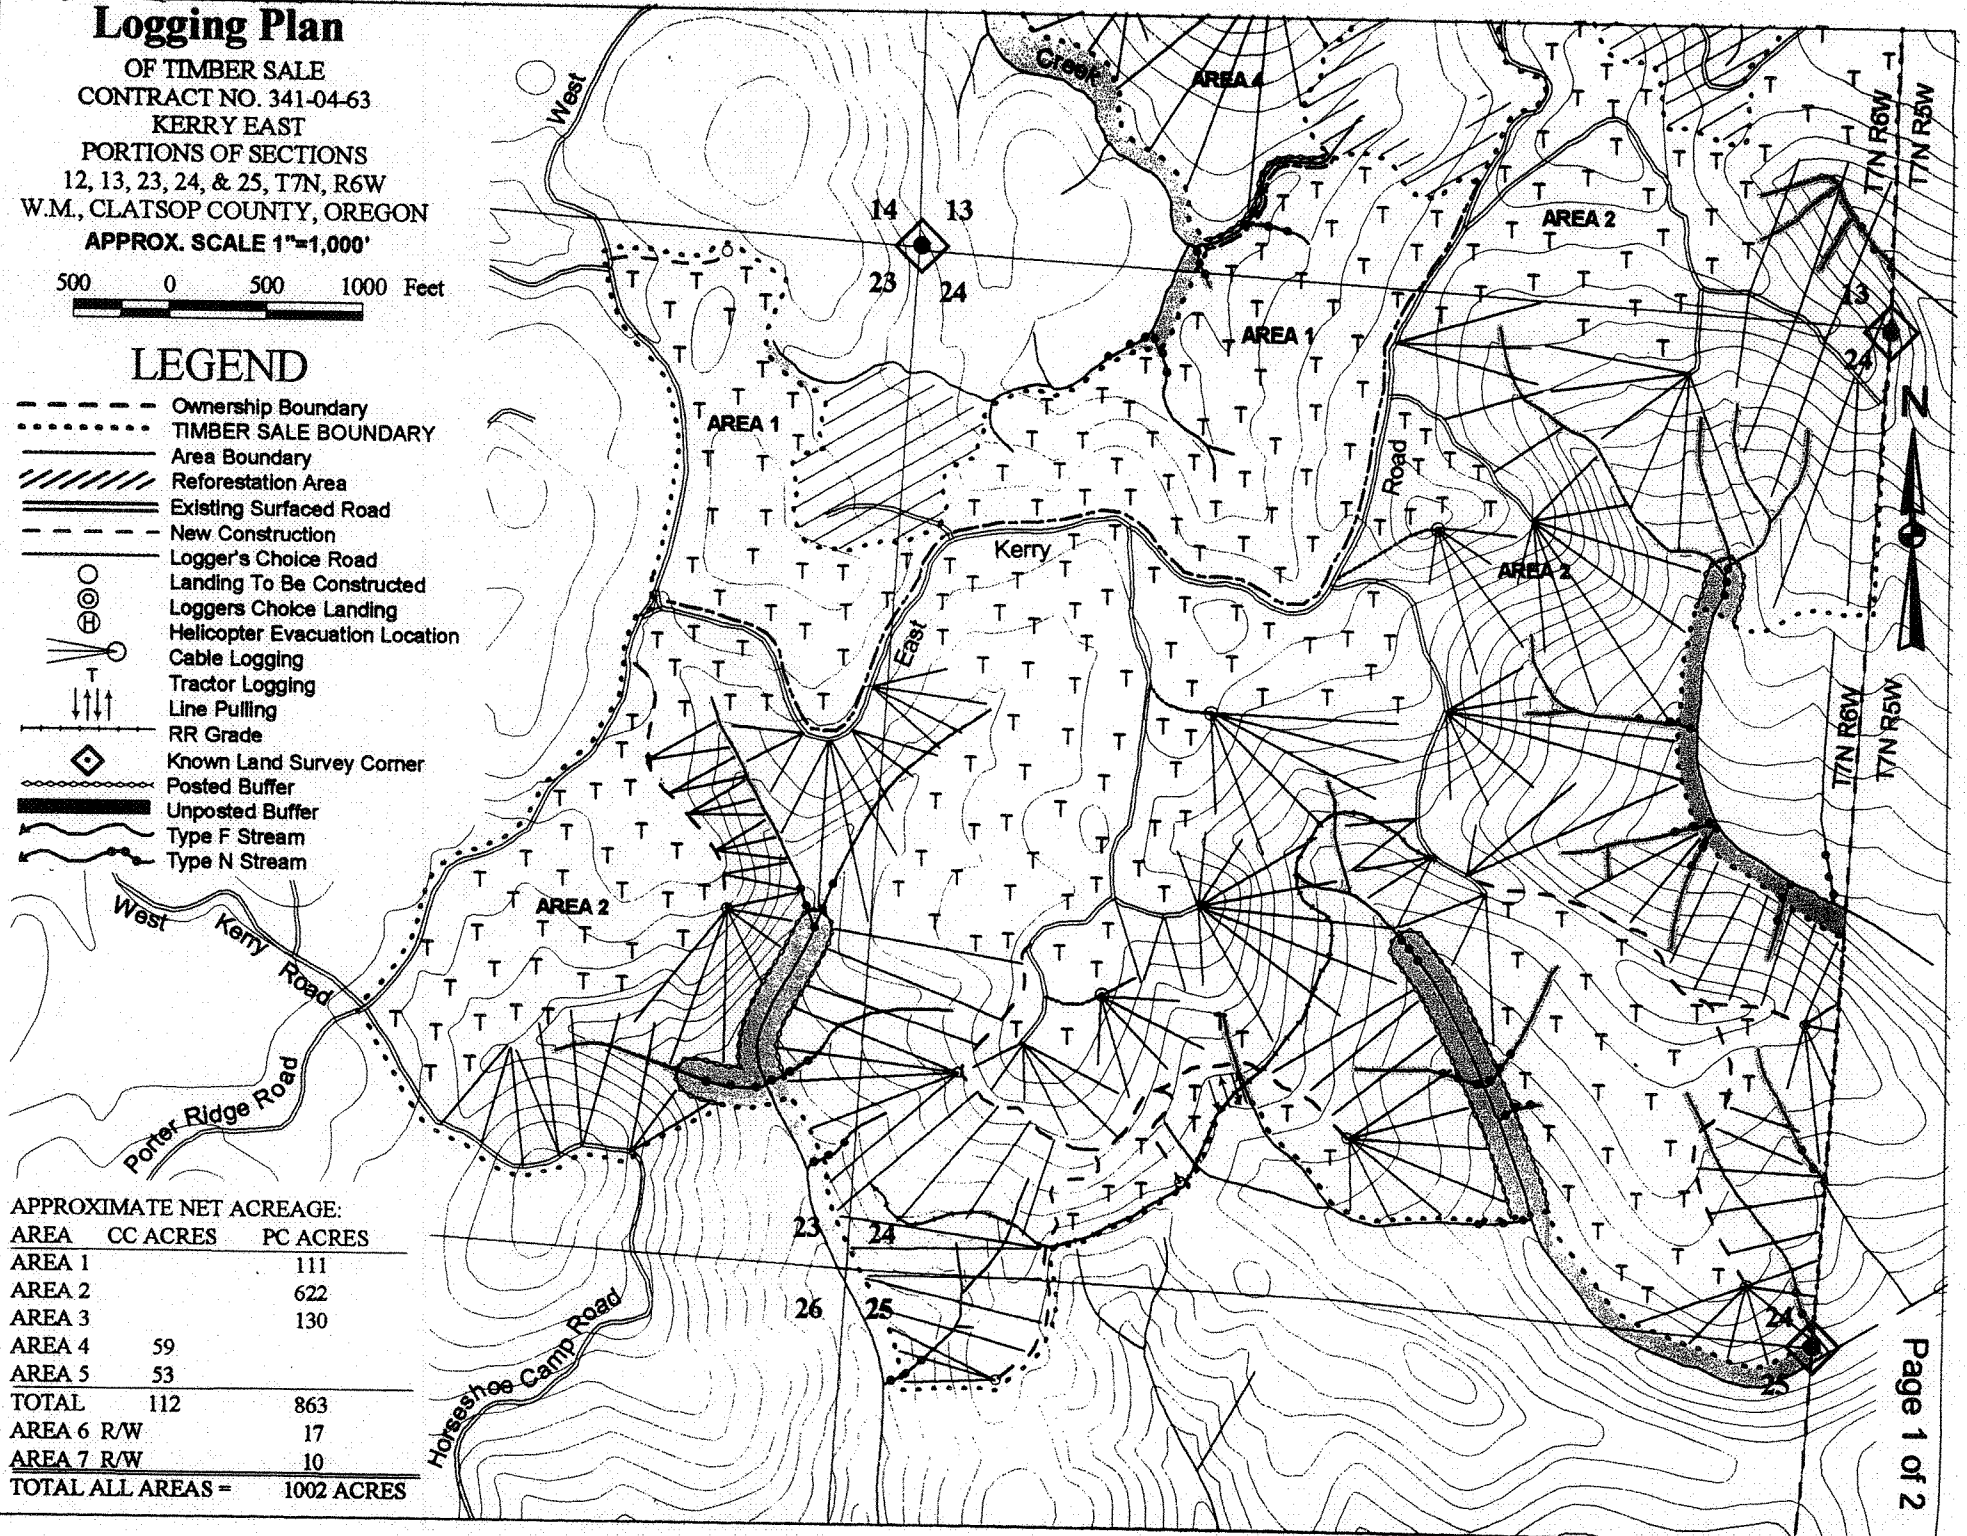 Logging Plan
OF TIMBER SALE
CONTRACT NO. 341-04-63
KERRY EAST
PORTIONS OF SECTIONS
12, 13, 23, 24, & 25, T7N, R6W
W.M., CLATSOP COUNTY, OREGON
APPROX. SCALE 1"=1,000'
500 0 500 1000 Feet
LEGEND
Ownership Boundary
TIMBER SALE BOUNDARY
Area Boundary
Reforestation Area
Existing Surfaced Road
New Construction
Logger's Choice Road
Landing To Be Constructed
Loggers Choice Landing
H Helicopter Evacuation Location
Cable Logging
T Tractor Logging
Line Pulling
RR Grade
Known Land Survey Corner
Posted Buffer
Unposted Buffer
Type F Stream
Type N Stream
West Kerry Road
Porter Ridge Road
Horseshoe Camp Road
APPROXIMATE NET ACREAGE:
AREA CC ACRES PC ACRES
AREA 1 111
AREA 2 622
AREA 3 130
AREA 4 59
AREA 5 53
TOTAL 112 863
AREA 6 R/W 17
AREA 7 R/W 10
TOTAL ALL AREAS = 1002 ACRES
West
Creek
AREA 4
14 13
23 24
AREA 2
T7N R6W
T7N R5W
13
24
AREA 1
AREA 1
Road
N
Kerry
AREA 2
East
T7N R6W
T7N R5W
AREA 2
23 24
26 25
24
25
Page 1 of 2